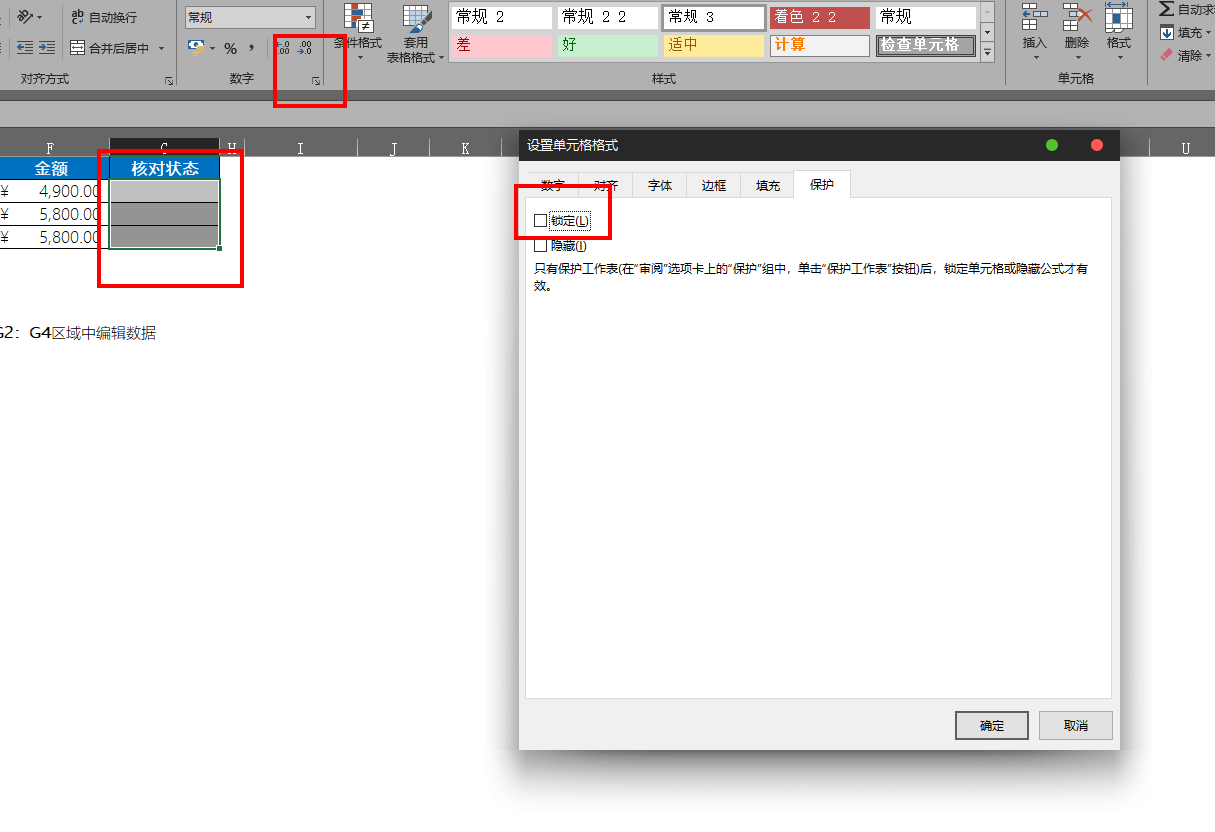 常规
常规 2
常规 2 2
常规 3
着色 2 2
常规
自动求
ab 自动换行
条件格式
套用
表格格式
差
好
适中
计算
检查单元格
插入
删除
格式
填充
合并后居中
%
,
清除
对齐方式
数字
样式
单元格
F
G
H
I
J
K
U
金额
核对状态
¥ 4,900.00
¥ 5,800.00
¥ 5,800.00
G2：G4区域中编辑数据
设置单元格格式
数字
对齐
字体
边框
填充
保护
锁定(L)
隐藏(I)
只有保护工作表(在“审阅”选项卡上的“保护”组中，单击“保护工作表”按钮)后，锁定单元格或隐藏公式才有
效。
确定
取消